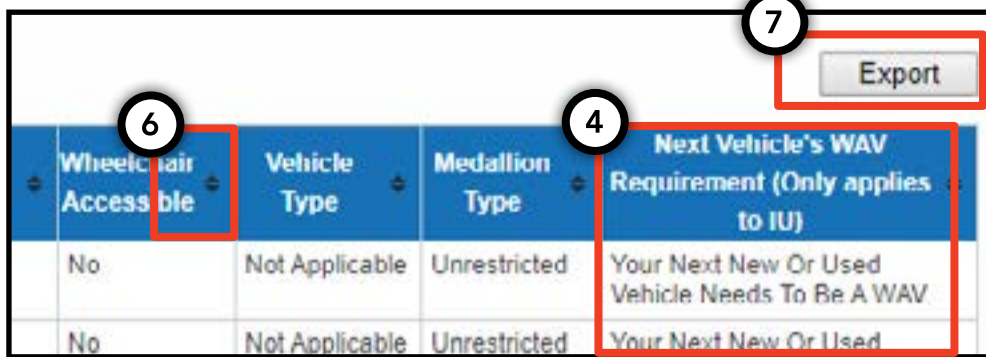 7
Export
6
4
Wheelchair
Accessible
Vehicle
Type
Medallion
Type
Next Vehicle's WAV
Requirement (Only applies
to IU)
No
Not Applicable
Unrestricted
Your Next New Or Used
Vehicle Needs To Be A WAV
No
Not Applicable
Unrestricted
Your Next New Or Used